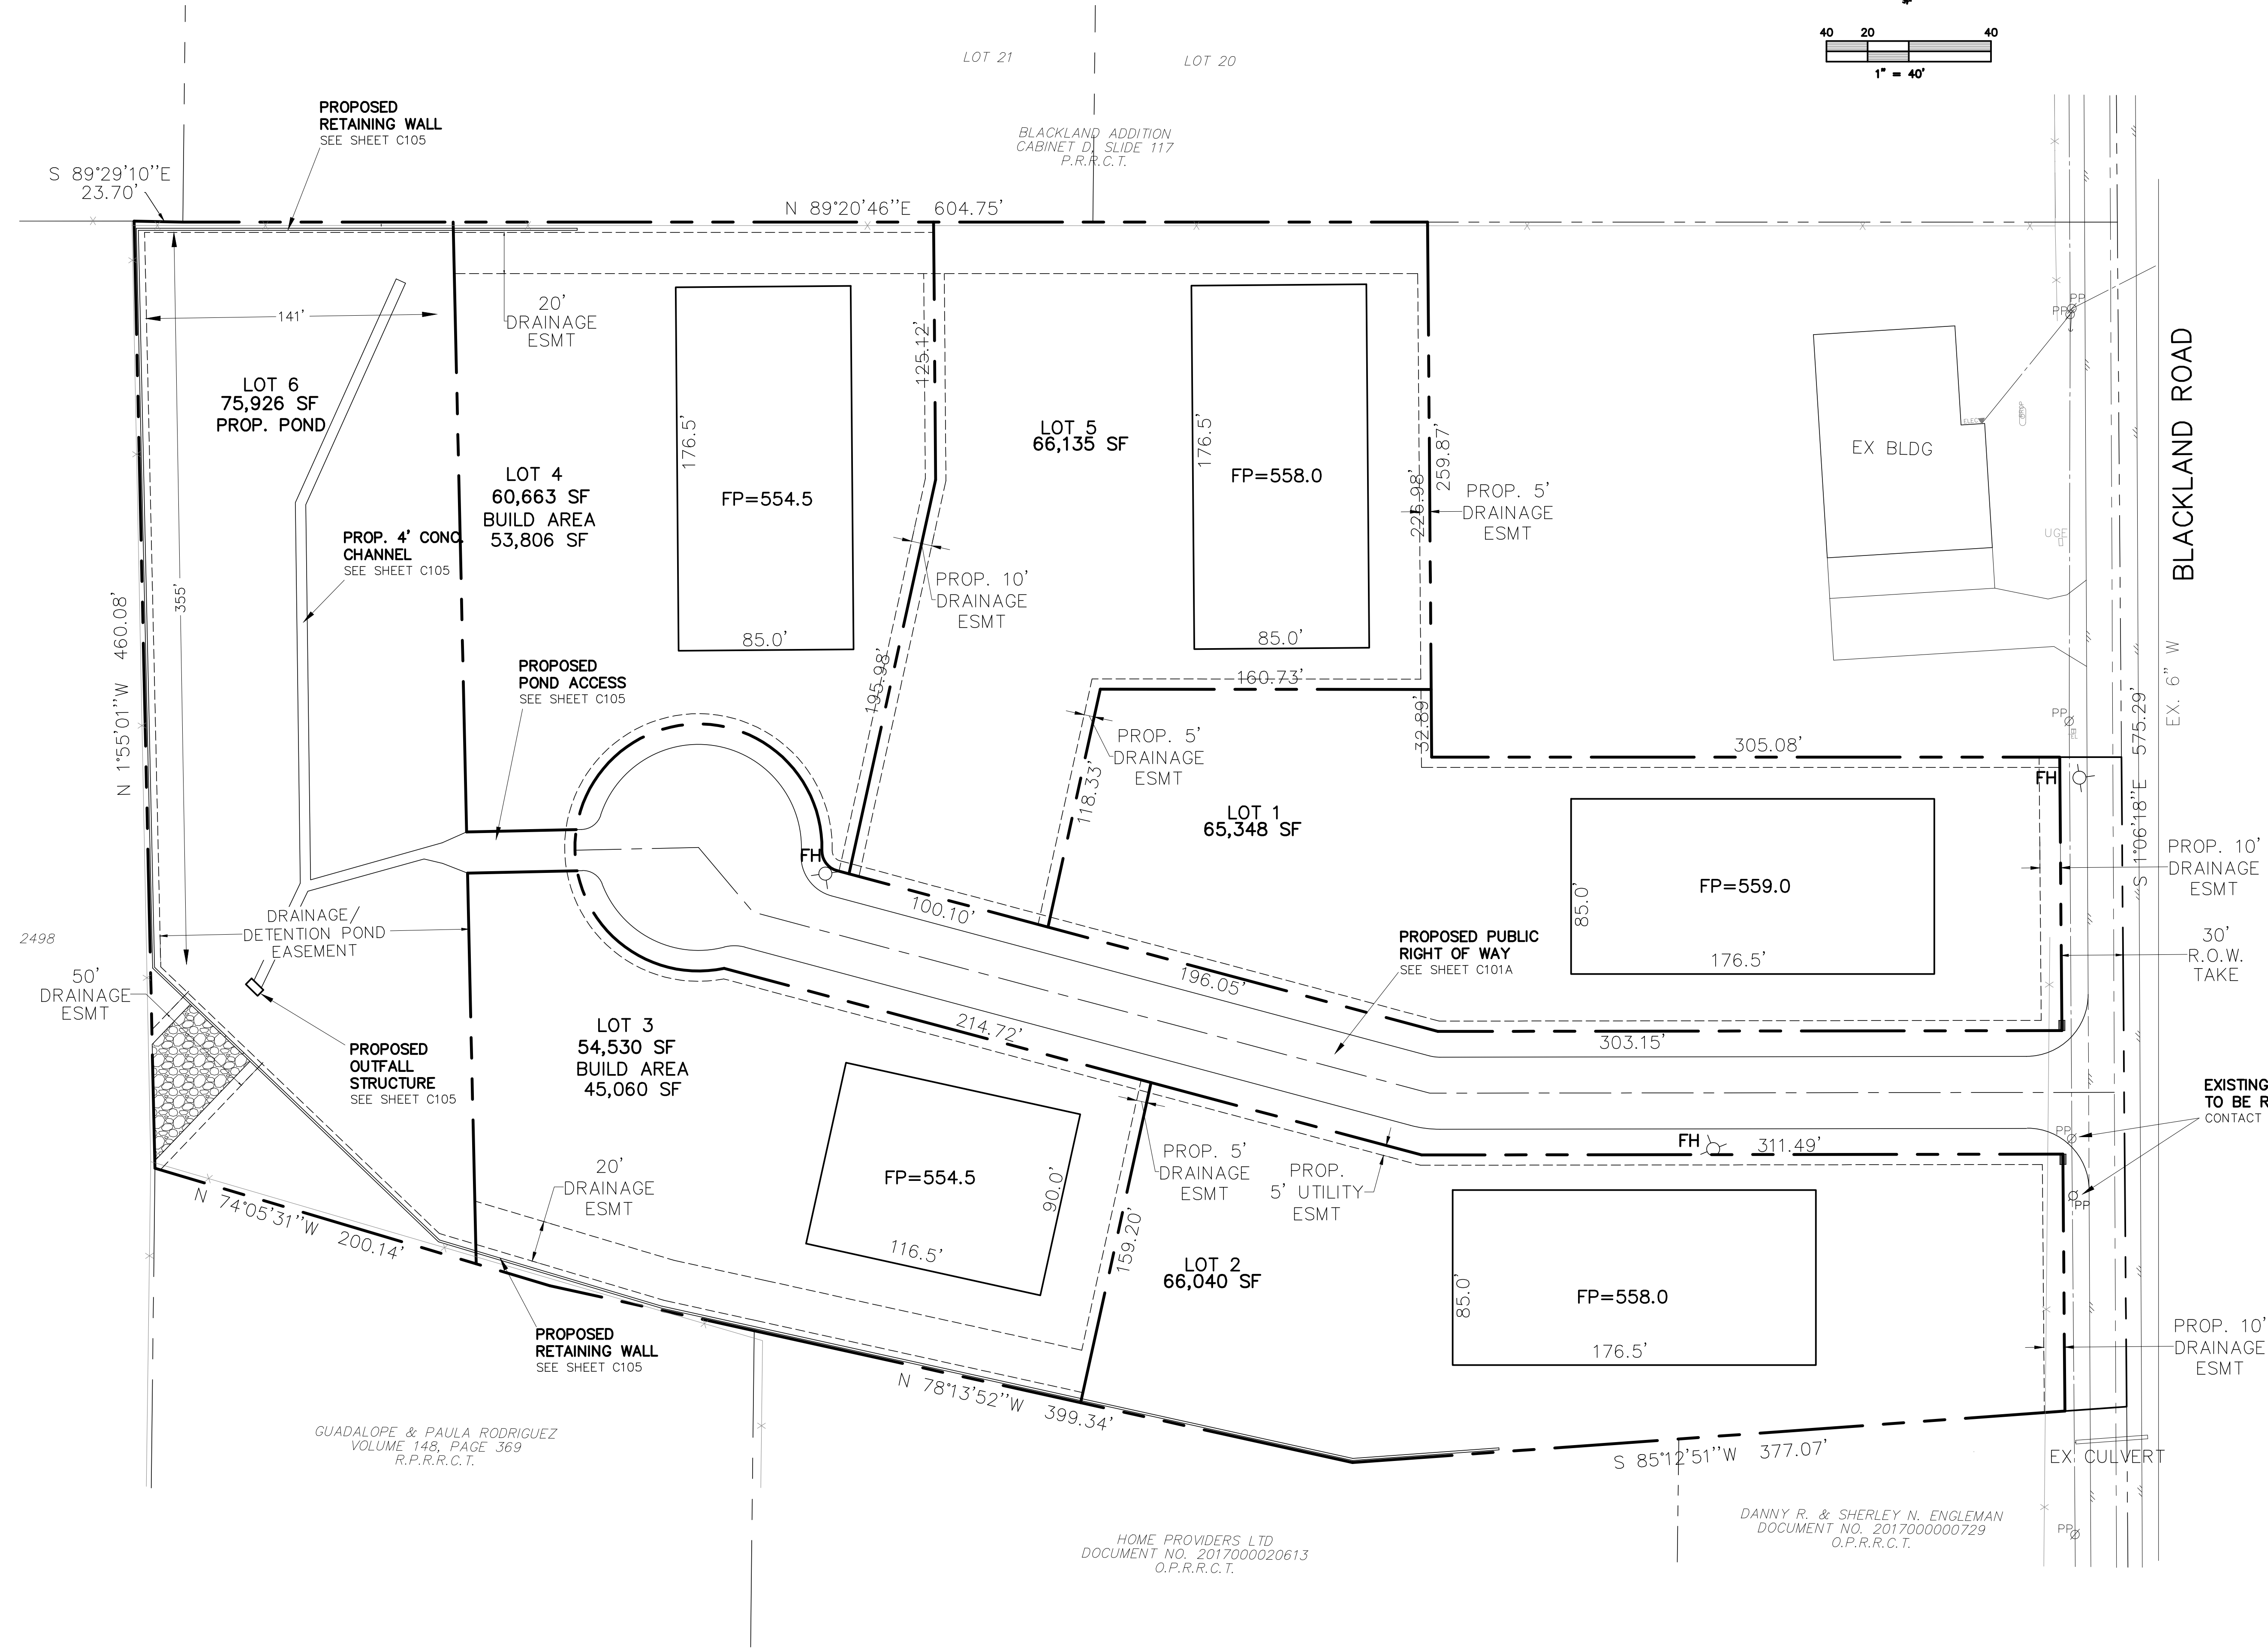 40 20 40
1" = 40'
LOT 21
LOT 20
BLACKLAND ADDITION
CABINET D, SLIDE 117
P.R.R.C.T.
PROPOSED
RETAINING WALL
SEE SHEET C105
S 89°29'10''E
23.70'
N 89°20'46''E 604.75'
141'
20'
DRAINAGE
ESMT
LOT 6
75,926 SF
PROP. POND
355'
N 1°55'01''W 460.08'
PROP. 4' CONC.
CHANNEL
SEE SHEET C105
LOT 4
60,663 SF
BUILD AREA
53,806 SF
176.5'
FP=554.5
85.0'
125.12'
195.98'
PROP. 10'
DRAINAGE
ESMT
LOT 5
66,135 SF
176.5'
FP=558.0
85.0'
226.98'
259.87'
PROP. 5'
DRAINAGE
ESMT
EX BLDG
ELEC
UGE
PP
PP
PP
BLACKLAND ROAD
EX. 6" W
S 1°06'18''E 575.29'
PROPOSED
POND ACCESS
SEE SHEET C105
160.73'
32.89'
118.33'
PROP. 5'
DRAINAGE
ESMT
305.08'
LOT 1
65,348 SF
FP=559.0
85.0'
176.5'
FH
FH
PROP. 10'
DRAINAGE
ESMT
30'
R.O.W.
TAKE
100.10'
196.05'
303.15'
PROPOSED PUBLIC
RIGHT OF WAY
SEE SHEET C101A
2498
DRAINAGE/
DETENTION POND
EASEMENT
50'
DRAINAGE
ESMT
PROPOSED
OUTFALL
STRUCTURE
SEE SHEET C105
LOT 3
54,530 SF
BUILD AREA
45,060 SF
214.72'
FP=554.5
90.0'
116.5'
20'
DRAINAGE
ESMT
PROP. 5'
DRAINAGE
ESMT
PROP.
5' UTILITY
ESMT
FH
311.49'
EXISTING
TO BE R
CONTACT
PP
PP
159.20'
LOT 2
66,040 SF
85.0'
FP=558.0
176.5'
PROP. 10'
DRAINAGE
ESMT
N 74°05'31''W 200.14'
PROPOSED
RETAINING WALL
SEE SHEET C105
N 78°13'52''W 399.34'
S 85°12'51''W 377.07'
EX CULVERT
PP
GUADALOPE & PAULA RODRIGUEZ
VOLUME 148, PAGE 369
R.P.R.R.C.T.
HOME PROVIDERS LTD
DOCUMENT NO. 2017000020613
O.P.R.R.C.T.
DANNY R. & SHERLEY N. ENGLEMAN
DOCUMENT NO. 2017000000729
O.P.R.R.C.T.